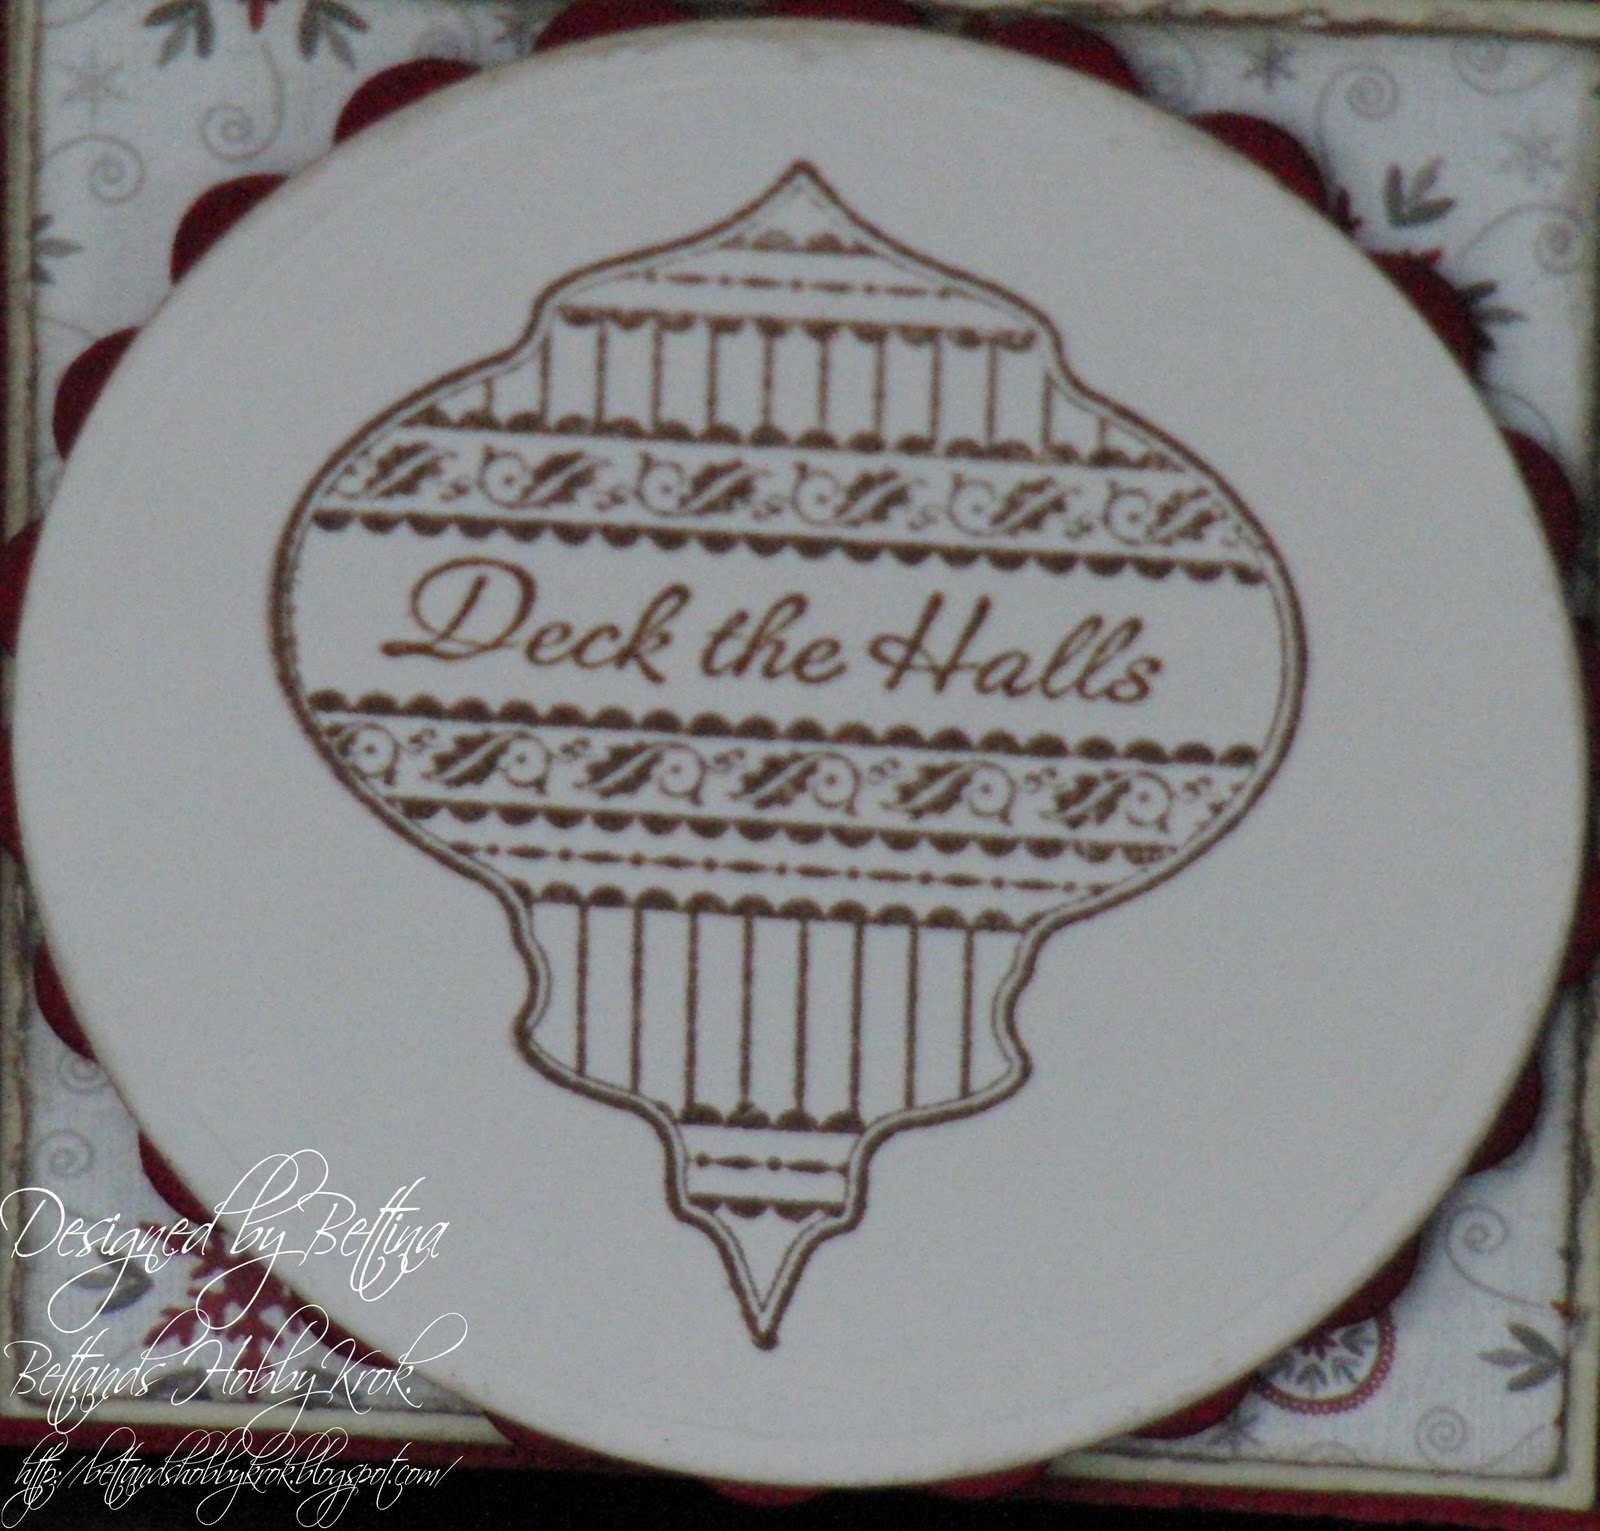 Deck the Halls
Designed by Bettina
Bettands Hobby Krok.
http://bettandshobbykrok.blogspot.com/